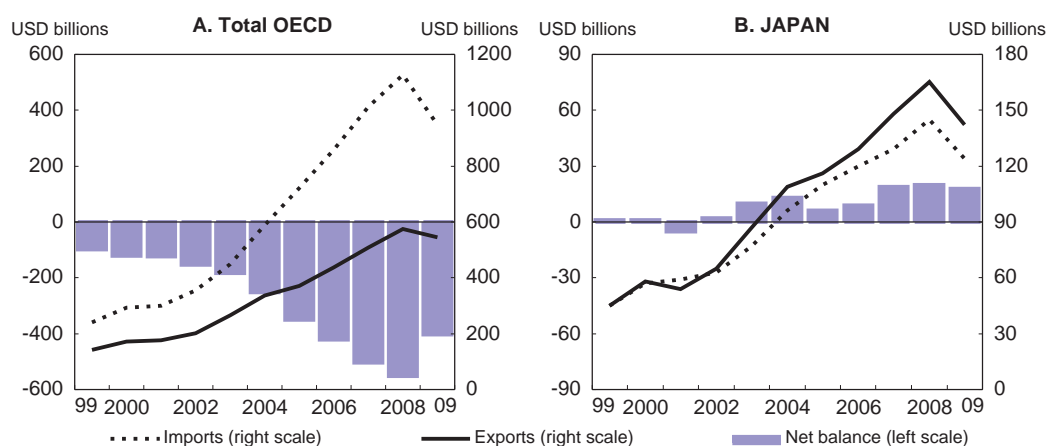 USD billions A. Total OECD USD billions
600 1200
400 1000
200 800
0 600
-200 400
-400 200
-600 0
99 2000 2002 2004 2006 2008 09
USD billions B. JAPAN USD billions
90 180
60 150
30 120
0 90
-30 60
-60 30
-90 0
99 2000 2002 2004 2006 2008 09
Imports (right scale) Exports (right scale) Net balance (left scale)